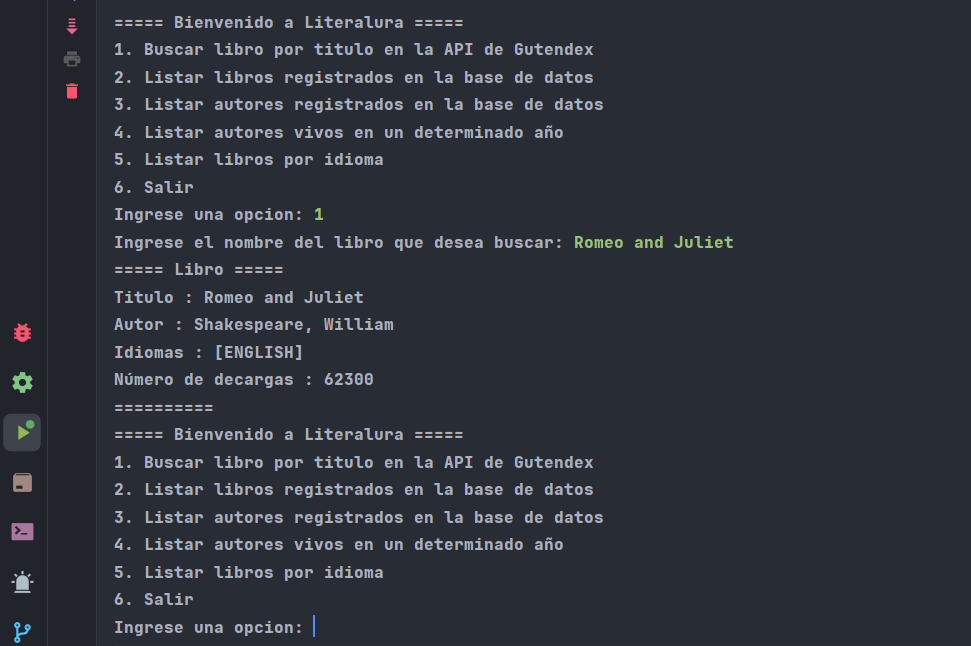 ===== Bienvenido a Literalura =====
1. Buscar libro por titulo en la API de Gutendex
2. Listar libros registrados en la base de datos
3. Listar autores registrados en la base de datos
4. Listar autores vivos en un determinado año
5. Listar libros por idioma
6. Salir
Ingrese una opcion: 1
Ingrese el nombre del libro que desea buscar: Romeo and Juliet
===== Libro =====
Titulo : Romeo and Juliet
Autor : Shakespeare, William
Idiomas : [ENGLISH]
Número de decargas : 62300
==========
===== Bienvenido a Literalura =====
1. Buscar libro por titulo en la API de Gutendex
2. Listar libros registrados en la base de datos
3. Listar autores registrados en la base de datos
4. Listar autores vivos en un determinado año
5. Listar libros por idioma
6. Salir
Ingrese una opcion: